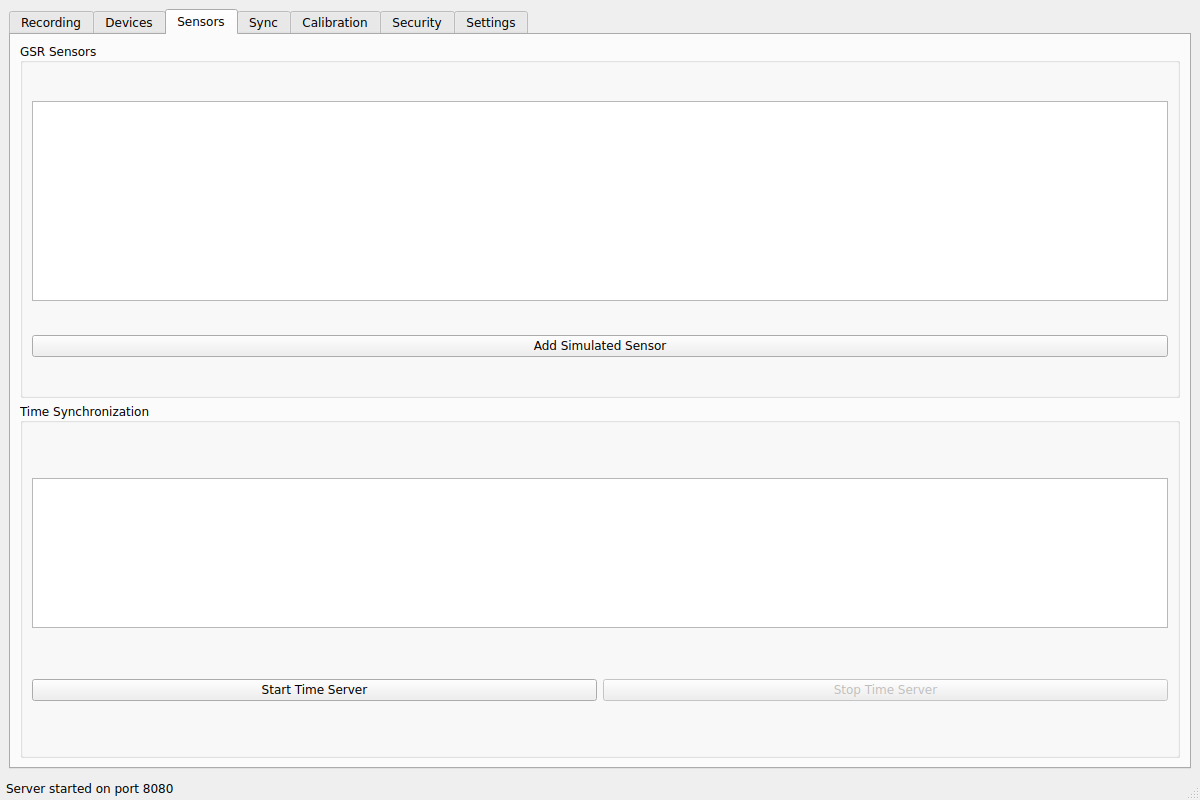 Recording Devices Sensors Sync Calibration Security Settings
GSR Sensors
Add Simulated Sensor
Time Synchronization
Start Time Server Stop Time Server
Server started on port 8080